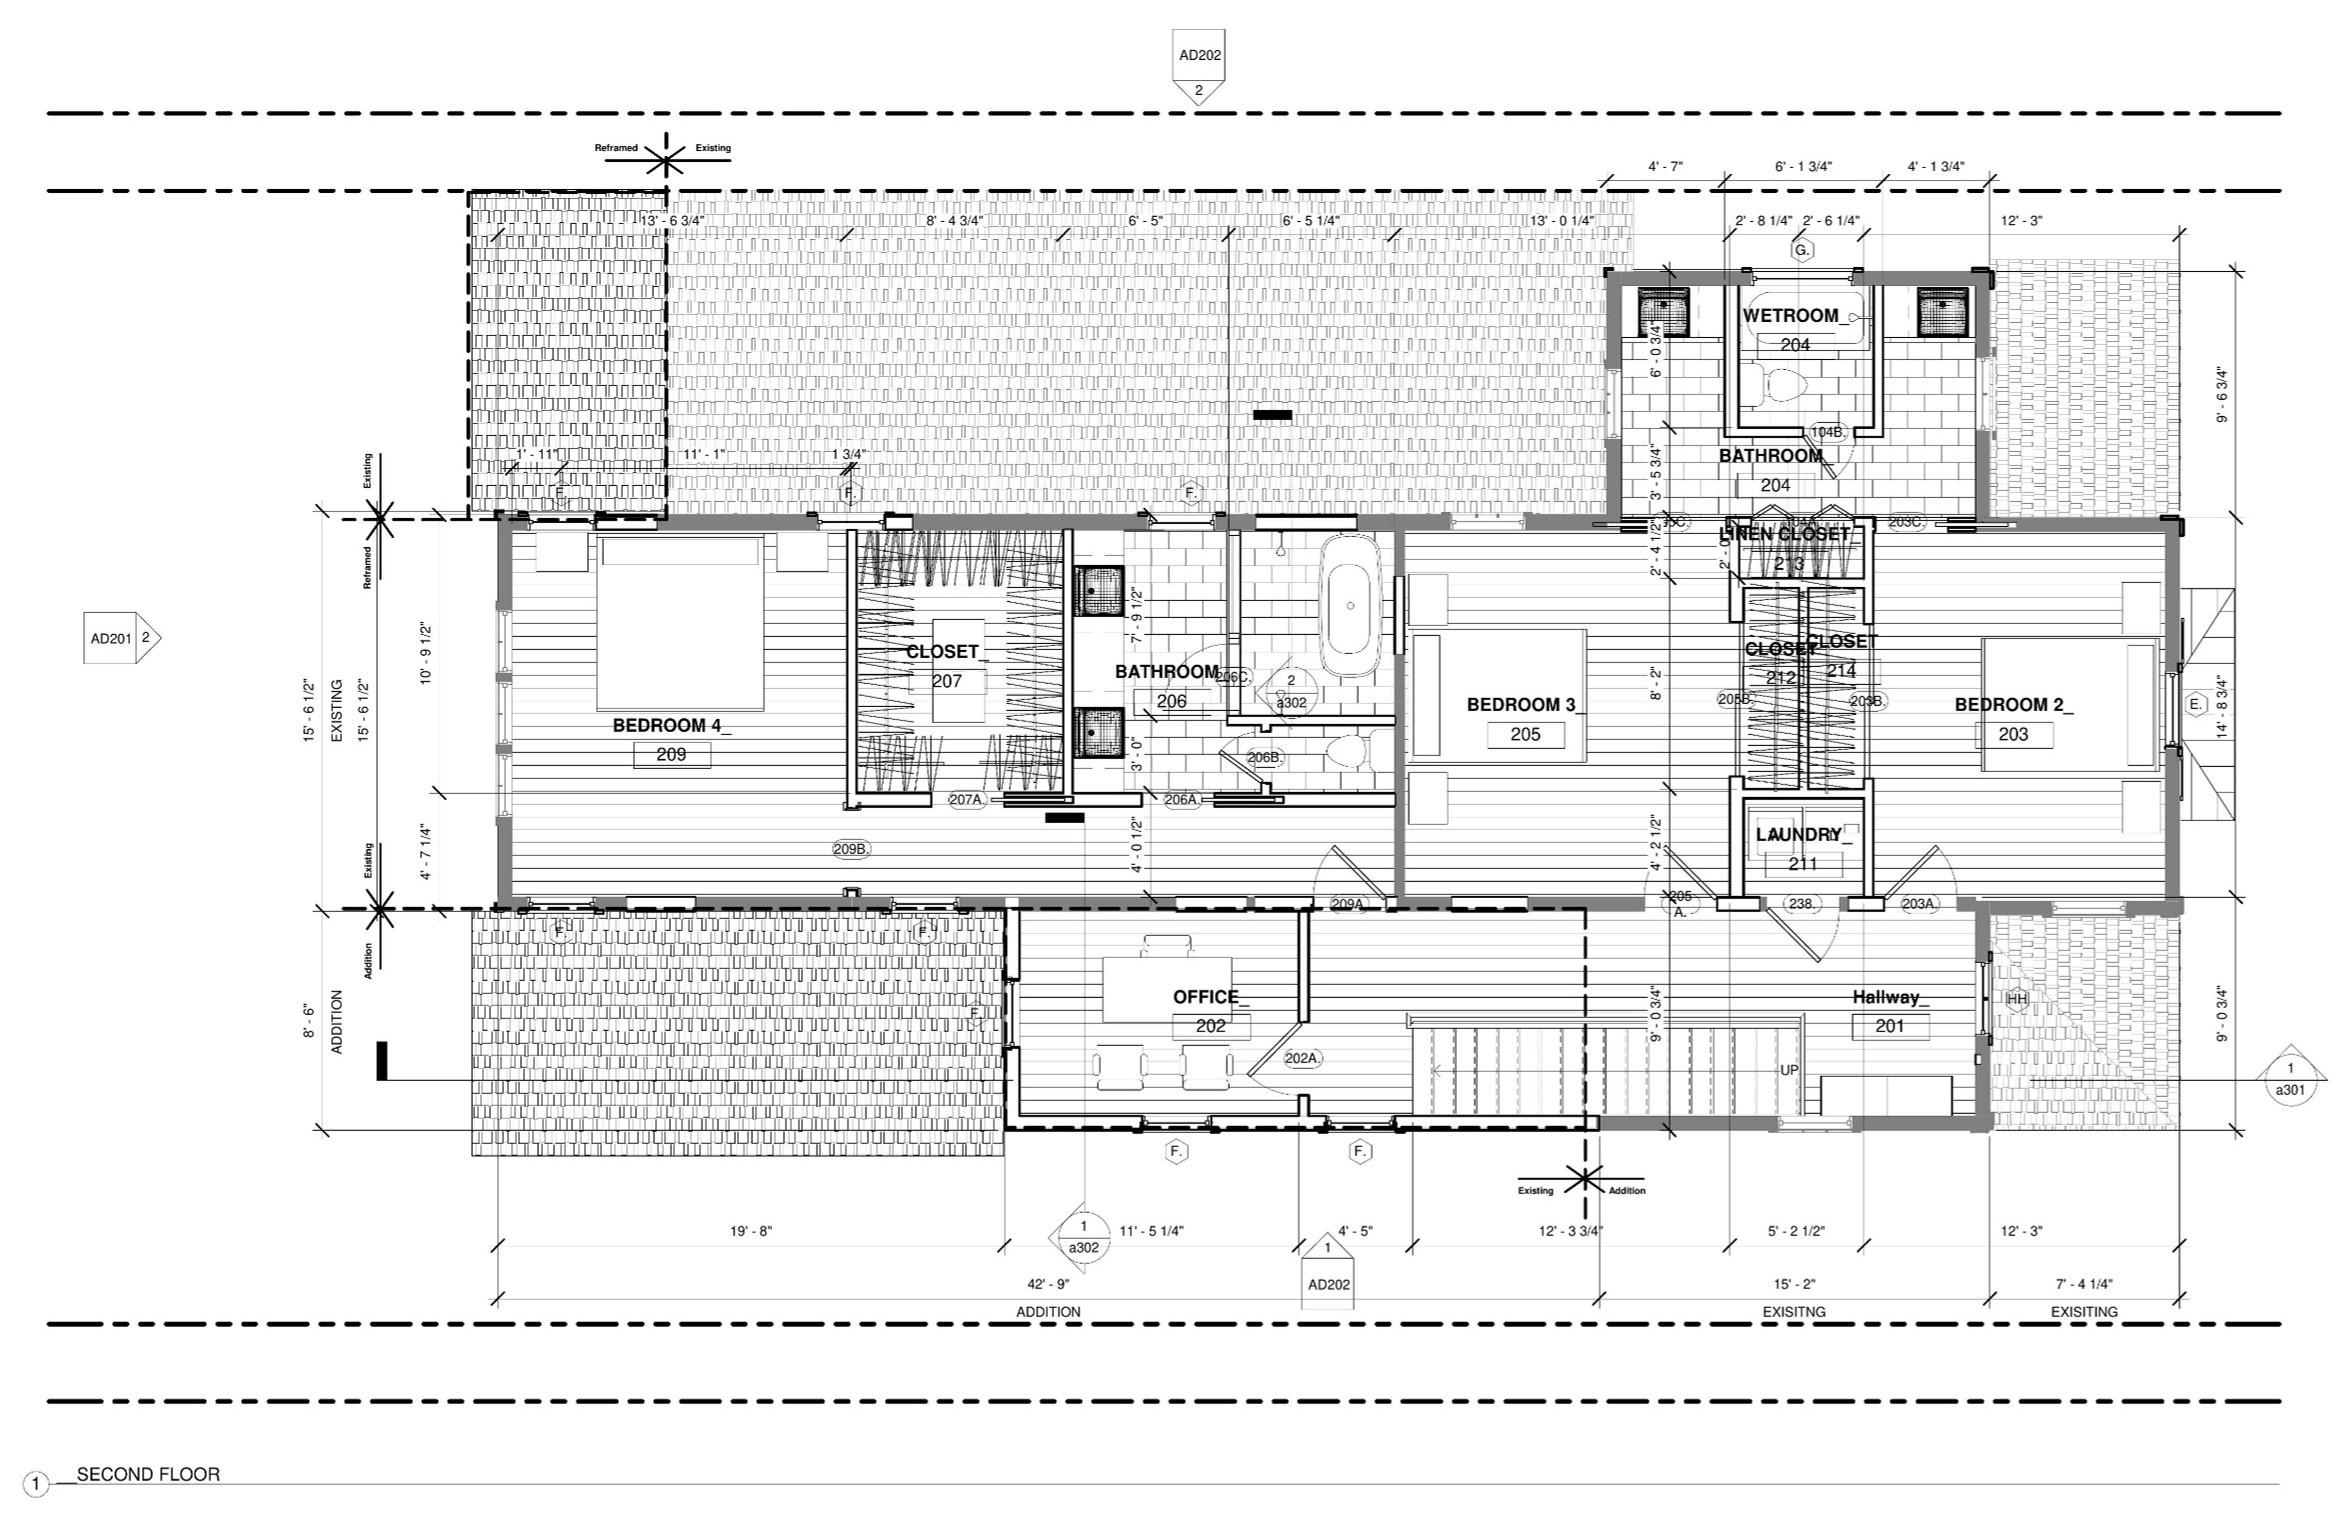 AD202
2
Reframed
Existing
4' - 7"
6' - 1 3/4"
4' - 1 3/4"
13' - 6 3/4"
8' - 4 3/4"
6' - 5"
6' - 5 1/4"
13' - 0 1/4"
2' - 8 1/4"
2' - 6 1/4"
12' - 3"
G.
WETROOM_
204
6' - 0 3/4"
9' - 6 3/4"
104B.
BATHROOM_
204
3' - 5 3/4"
1' - 11"
11' - 1"
1 3/4"
F.
F.
F.
Existing
Reframed
203C.
LINEN CLOSET_
213
2' - 4 1/2"
AD201
2
15' - 6 1/2"
EXISTING
15' - 6 1/2"
10' - 9 1/2"
CLOSET_
207
7' - 9 1/2"
BATHROOM_
206
206C.
2
a302
BEDROOM 4_
209
BEDROOM 3_
205
8' - 2"
CLOSET
212
CLOSET
214
205B.
203B.
BEDROOM 2_
203
E.
14' - 8 3/4"
3' - 0"
206B.
207A.
206A.
4' - 7 1/4"
Existing
209B.
4' - 0 1/2"
4' - 2 1/2"
LAUNDRY_
211
209A.
205
A.
238.
203A.
F.
F.
Addition
F.
OFFICE_
202
202A.
9' - 0 3/4"
Hallway_
201
HH
9' - 0 3/4"
8' - 6"
ADDITION
UP
1
a301
F.
F.
Existing
Addition
19' - 8"
1
a302
11' - 5 1/4"
4' - 5"
12' - 3 3/4"
5' - 2 1/2"
12' - 3"
1
AD202
42' - 9"
15' - 2"
7' - 4 1/4"
ADDITION
EXISITNG
EXISITING
1
__SECOND FLOOR